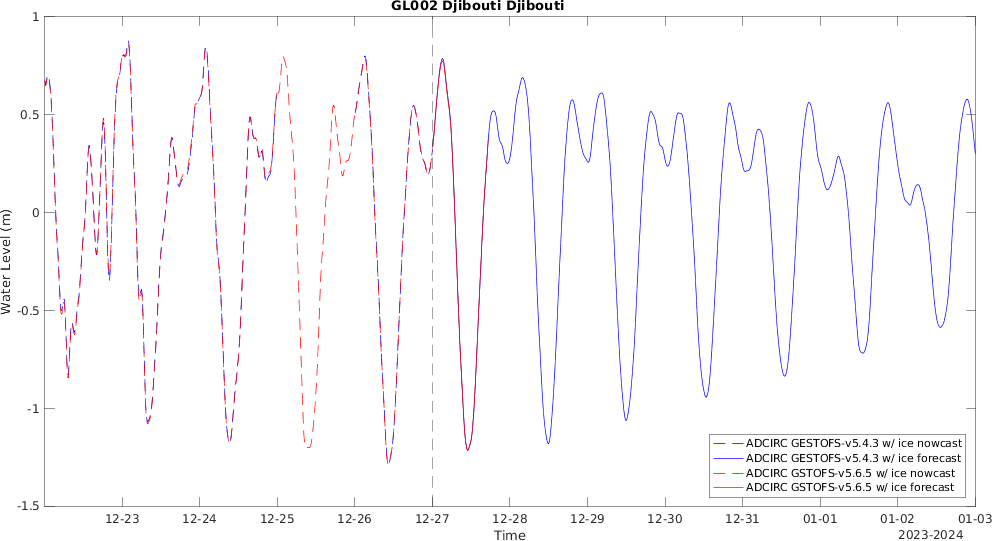 GL002 Djibouti Djibouti
1
0.5
0
-0.5
-1
-1.5
Water Level (m)
12-23 12-24 12-25 12-26 12-27 12-28 12-29 12-30 12-31 01-01 01-02 01-03
Time
2023-2024
ADCIRC GESTOFS-v5.4.3 w/ ice nowcast
ADCIRC GESTOFS-v5.4.3 w/ ice forecast
ADCIRC GSTOFS-v5.6.5 w/ ice nowcast
ADCIRC GSTOFS-v5.6.5 w/ ice forecast